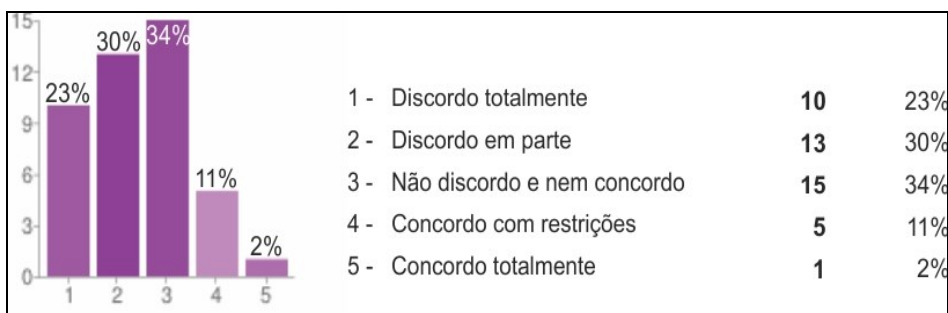 15
12
9
6
3
0
23%
30%
34%
11%
2%
1 2 3 4 5
1 - Discordo totalmente 10 23%
2 - Discordo em parte 13 30%
3 - Não discordo e nem concordo 15 34%
4 - Concordo com restrições 5 11%
5 - Concordo totalmente 1 2%